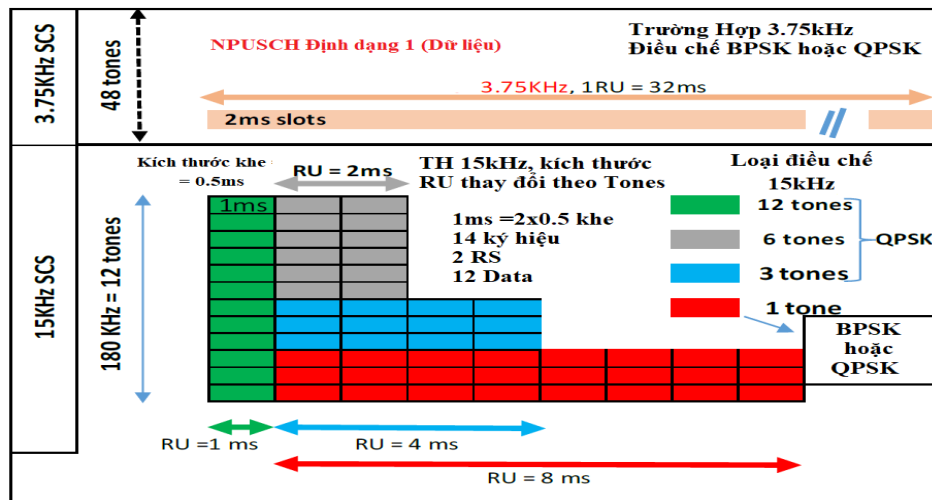 3.75KHz SCS
48 tones
NPUSCH Định dạng 1 (Dữ liệu)
Trường Hợp 3.75kHz
Điều chế BPSK hoặc QPSK
3.75KHz, 1RU = 32ms
2ms slots
15KHz SCS
180 KHz = 12 tones
Kích thước khe
= 0.5ms
RU = 2ms
TH 15kHz, kích thước
RU thay đổi theo Tones
Loại điều chế
15kHz
1ms
1ms =2x0.5 khe
14 ký hiệu
2 RS
12 Data
12 tones
6 tones
QPSK
3 tones
1 tone
BPSK
hoặc
QPSK
RU =1 ms
RU = 4 ms
RU = 8 ms